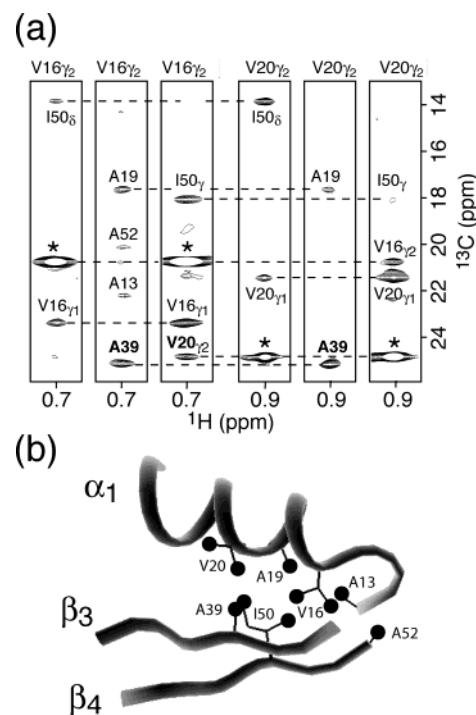 (a)
V16γ2 V16γ2 V16γ2 V20γ2 V20γ2 V20γ2
I50δ I50δ 14
16
A19 I50γ A19 I50γ 18
A52 20
* * V16γ2
A13 V20γ1 V20γ1 22
V16γ1 V16γ1
V20γ2 * * 24
A39 A39
13C (ppm)
0.7 0.7 0.7 0.9 0.9 0.9
1H (ppm)
(b)
α1
V20 A19 A13
β3 A39 I50 V16 A52
β4